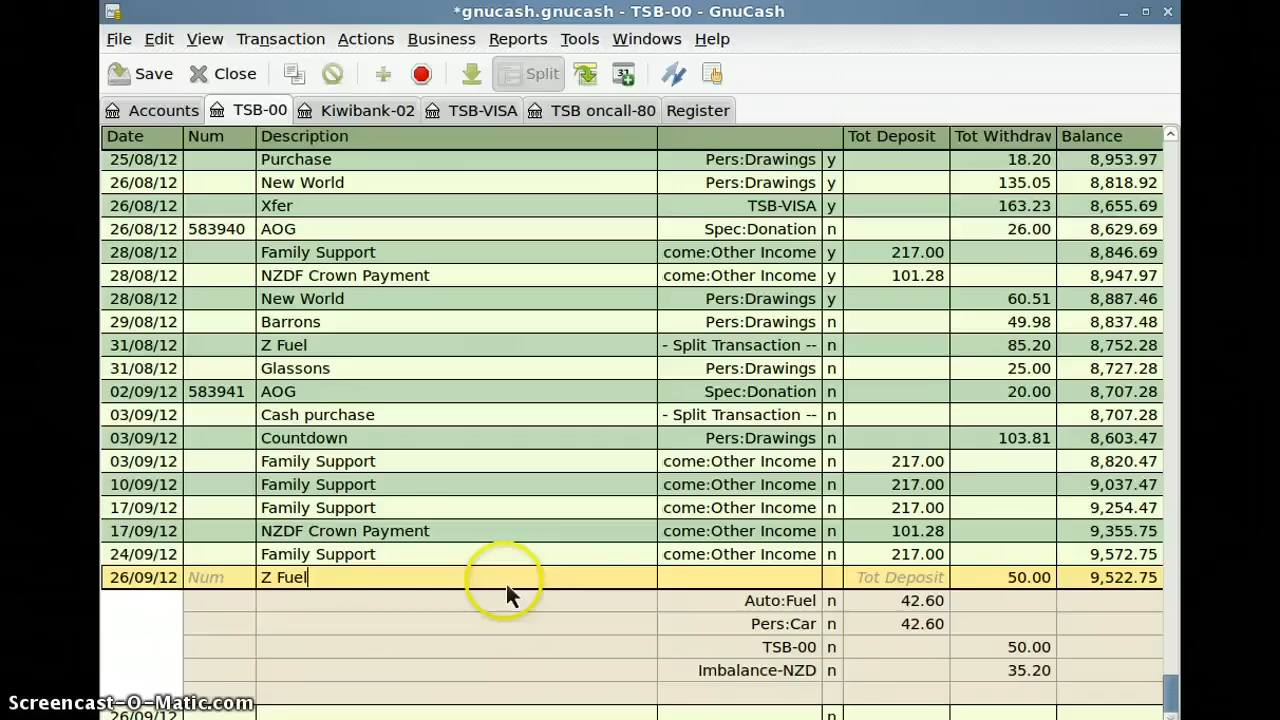 *gnucash.gnucash - TSB-00 - GnuCash
File Edit View Transaction Actions Business Reports Tools Windows Help
Save Close Split
Accounts TSB-00 Kiwibank-02 TSB-VISA TSB oncall-80 Register
Date Num Description Tot Deposit Tot Withdraw Balance
25/08/12 Purchase Pers:Drawings y 18.20 8,953.97
26/08/12 New World Pers:Drawings y 135.05 8,818.92
26/08/12 Xfer TSB-VISA y 163.23 8,655.69
26/08/12 583940 AOG Spec:Donation n 26.00 8,629.69
28/08/12 Family Support come:Other Income y 217.00 8,846.69
28/08/12 NZDF Crown Payment come:Other Income y 101.28 8,947.97
28/08/12 New World Pers:Drawings y 60.51 8,887.46
29/08/12 Barrons Pers:Drawings n 49.98 8,837.48
31/08/12 Z Fuel - Split Transaction -- n 85.20 8,752.28
31/08/12 Glassons Pers:Drawings n 25.00 8,727.28
02/09/12 583941 AOG Spec:Donation n 20.00 8,707.28
03/09/12 Cash purchase - Split Transaction -- n 8,707.28
03/09/12 Countdown Pers:Drawings n 103.81 8,603.47
03/09/12 Family Support come:Other Income n 217.00 8,820.47
10/09/12 Family Support come:Other Income n 217.00 9,037.47
17/09/12 Family Support come:Other Income n 217.00 9,254.47
17/09/12 NZDF Crown Payment come:Other Income n 101.28 9,355.75
24/09/12 Family Support come:Other Income n 217.00 9,572.75
26/09/12 Num Z Fuel Tot Deposit 50.00 9,522.75
Auto:Fuel n 42.60
Pers:Car n 42.60
TSB-00 n 50.00
Imbalance-NZD n 35.20
26/09/12 n
Screencast-O-Matic.com